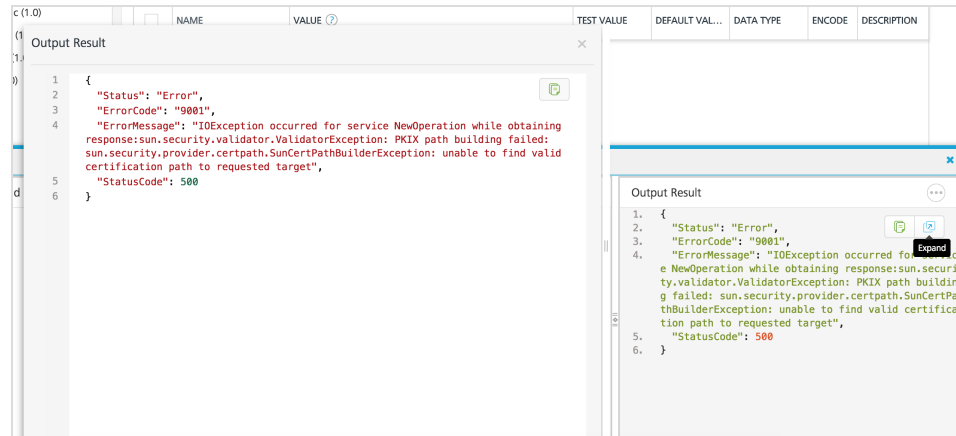 c (1.0)
NAME
VALUE ?
TEST VALUE
DEFAULT VAL...
DATA TYPE
ENCODE
DESCRIPTION
(1
(1.
))
d
Output Result
1 {
2 "Status": "Error",
3 "ErrorCode": "9001",
4 "ErrorMessage": "IOException occurred for service NewOperation while obtaining
response:sun.security.validator.ValidatorException: PKIX path building failed:
sun.security.provider.certpath.SunCertPathBuilderException: unable to find valid
certification path to requested target",
5 "StatusCode": 500
6 }
Output Result
1. {
2. "Status": "Error",
3. "ErrorCode": "9001",
Expand
4. "ErrorMessage": "IOException occurred for servic
e NewOperation while obtaining response:sun.securi
ty.validator.ValidatorException: PKIX path buildin
g failed: sun.security.provider.certpath.SunCertPa
thBuilderException: unable to find valid certifica
tion path to requested target",
5. "StatusCode": 500
6. }